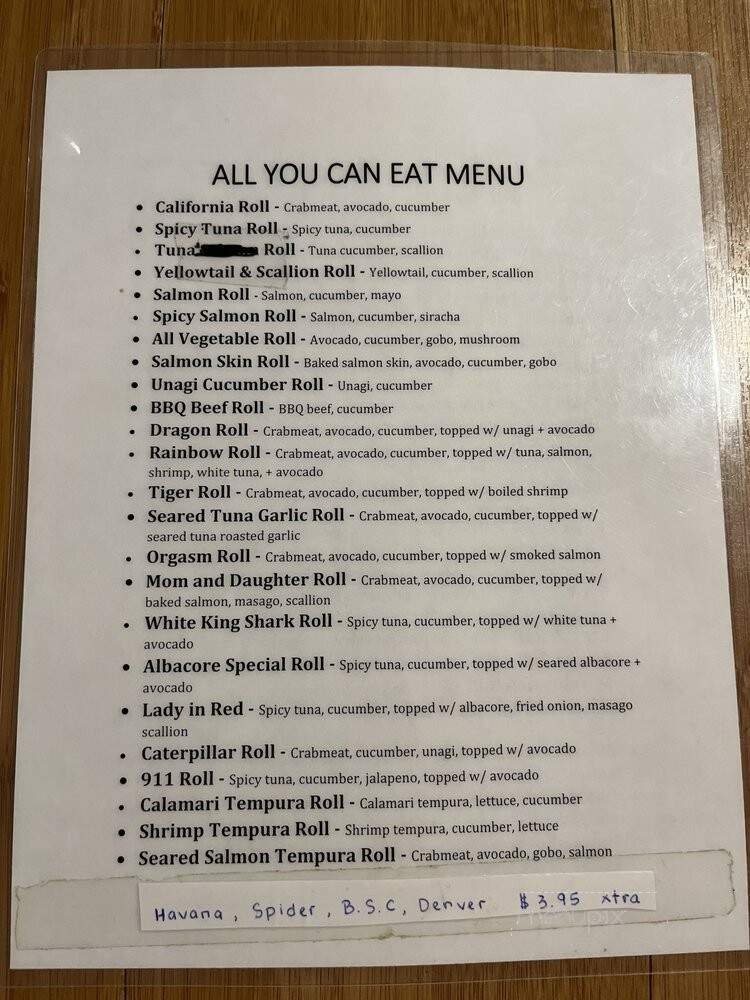 ALL YOU CAN EAT MENU
• California Roll - Crabmeat, avocado, cucumber
• Spicy Tuna Roll - Spicy tuna, cucumber
• Tuna Roll - Tuna cucumber, scallion
• Yellowtail & Scallion Roll - Yellowtail, cucumber, scallion
• Salmon Roll - Salmon, cucumber, mayo
• Spicy Salmon Roll - Salmon, cucumber, siracha
• All Vegetable Roll - Avocado, cucumber, gobo, mushroom
• Salmon Skin Roll - Baked salmon skin, avocado, cucumber, gobo
• Unagi Cucumber Roll - Unagi, cucumber
• BBQ Beef Roll - BBQ beef, cucumber
• Dragon Roll - Crabmeat, avocado, cucumber, topped w/ unagi + avocado
• Rainbow Roll - Crabmeat, avocado, cucumber, topped w/ tuna, salmon,
shrimp, white tuna, + avocado
• Tiger Roll - Crabmeat, avocado, cucumber, topped w/ boiled shrimp
• Seared Tuna Garlic Roll - Crabmeat, avocado, cucumber, topped w/
seared tuna roasted garlic
• Orgasm Roll - Crabmeat, avocado, cucumber, topped w/ smoked salmon
• Mom and Daughter Roll - Crabmeat, avocado, cucumber, topped w/
baked salmon, masago, scallion
• White King Shark Roll - Spicy tuna, cucumber, topped w/ white tuna +
avocado
• Albacore Special Roll - Spicy tuna, cucumber, topped w/ seared albacore +
avocado
• Lady in Red - Spicy tuna, cucumber, topped w/ albacore, fried onion, masago
scallion
• Caterpillar Roll - Crabmeat, cucumber, unagi, topped w/ avocado
• 911 Roll - Spicy tuna, cucumber, jalapeno, topped w/ avocado
• Calamari Tempura Roll - Calamari tempura, lettuce, cucumber
• Shrimp Tempura Roll - Shrimp tempura, cucumber, lettuce
• Seared Salmon Tempura Roll - Crabmeat, avocado, gobo, salmon
Havana, Spider, B.S.C, Denver $3.95 xtra